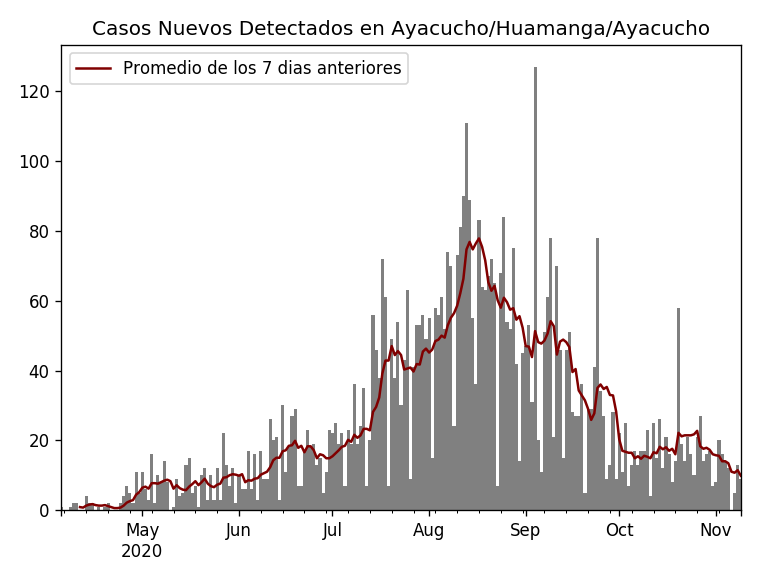 Casos Nuevos Detectados en Ayacucho/Huamanga/Ayacucho
Promedio de los 7 dias anteriores
120
100
80
60
40
20
0
May Jun Jul Aug Sep Oct Nov
2020